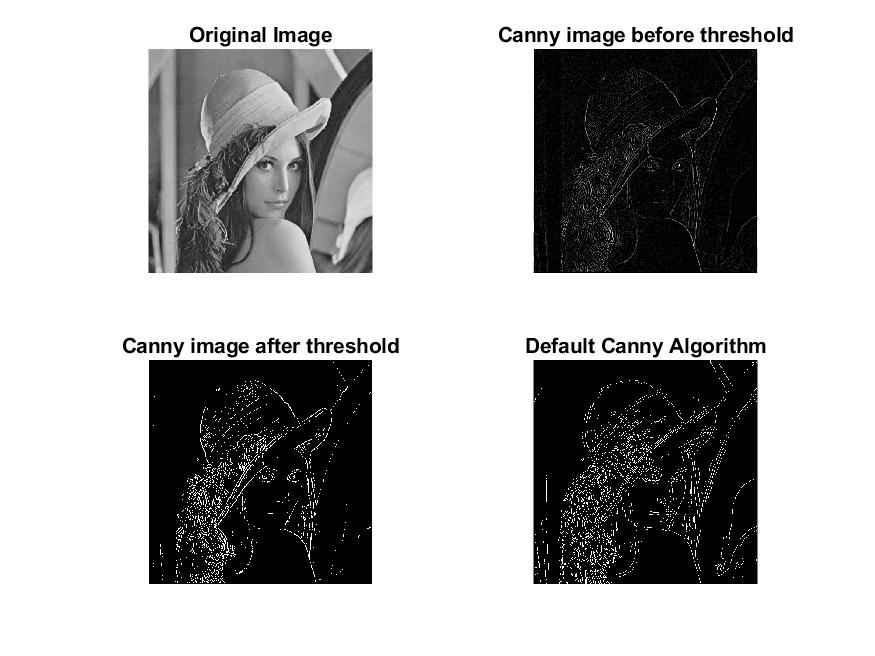 Original Image
Canny image before threshold
Canny image after threshold
Default Canny Algorithm